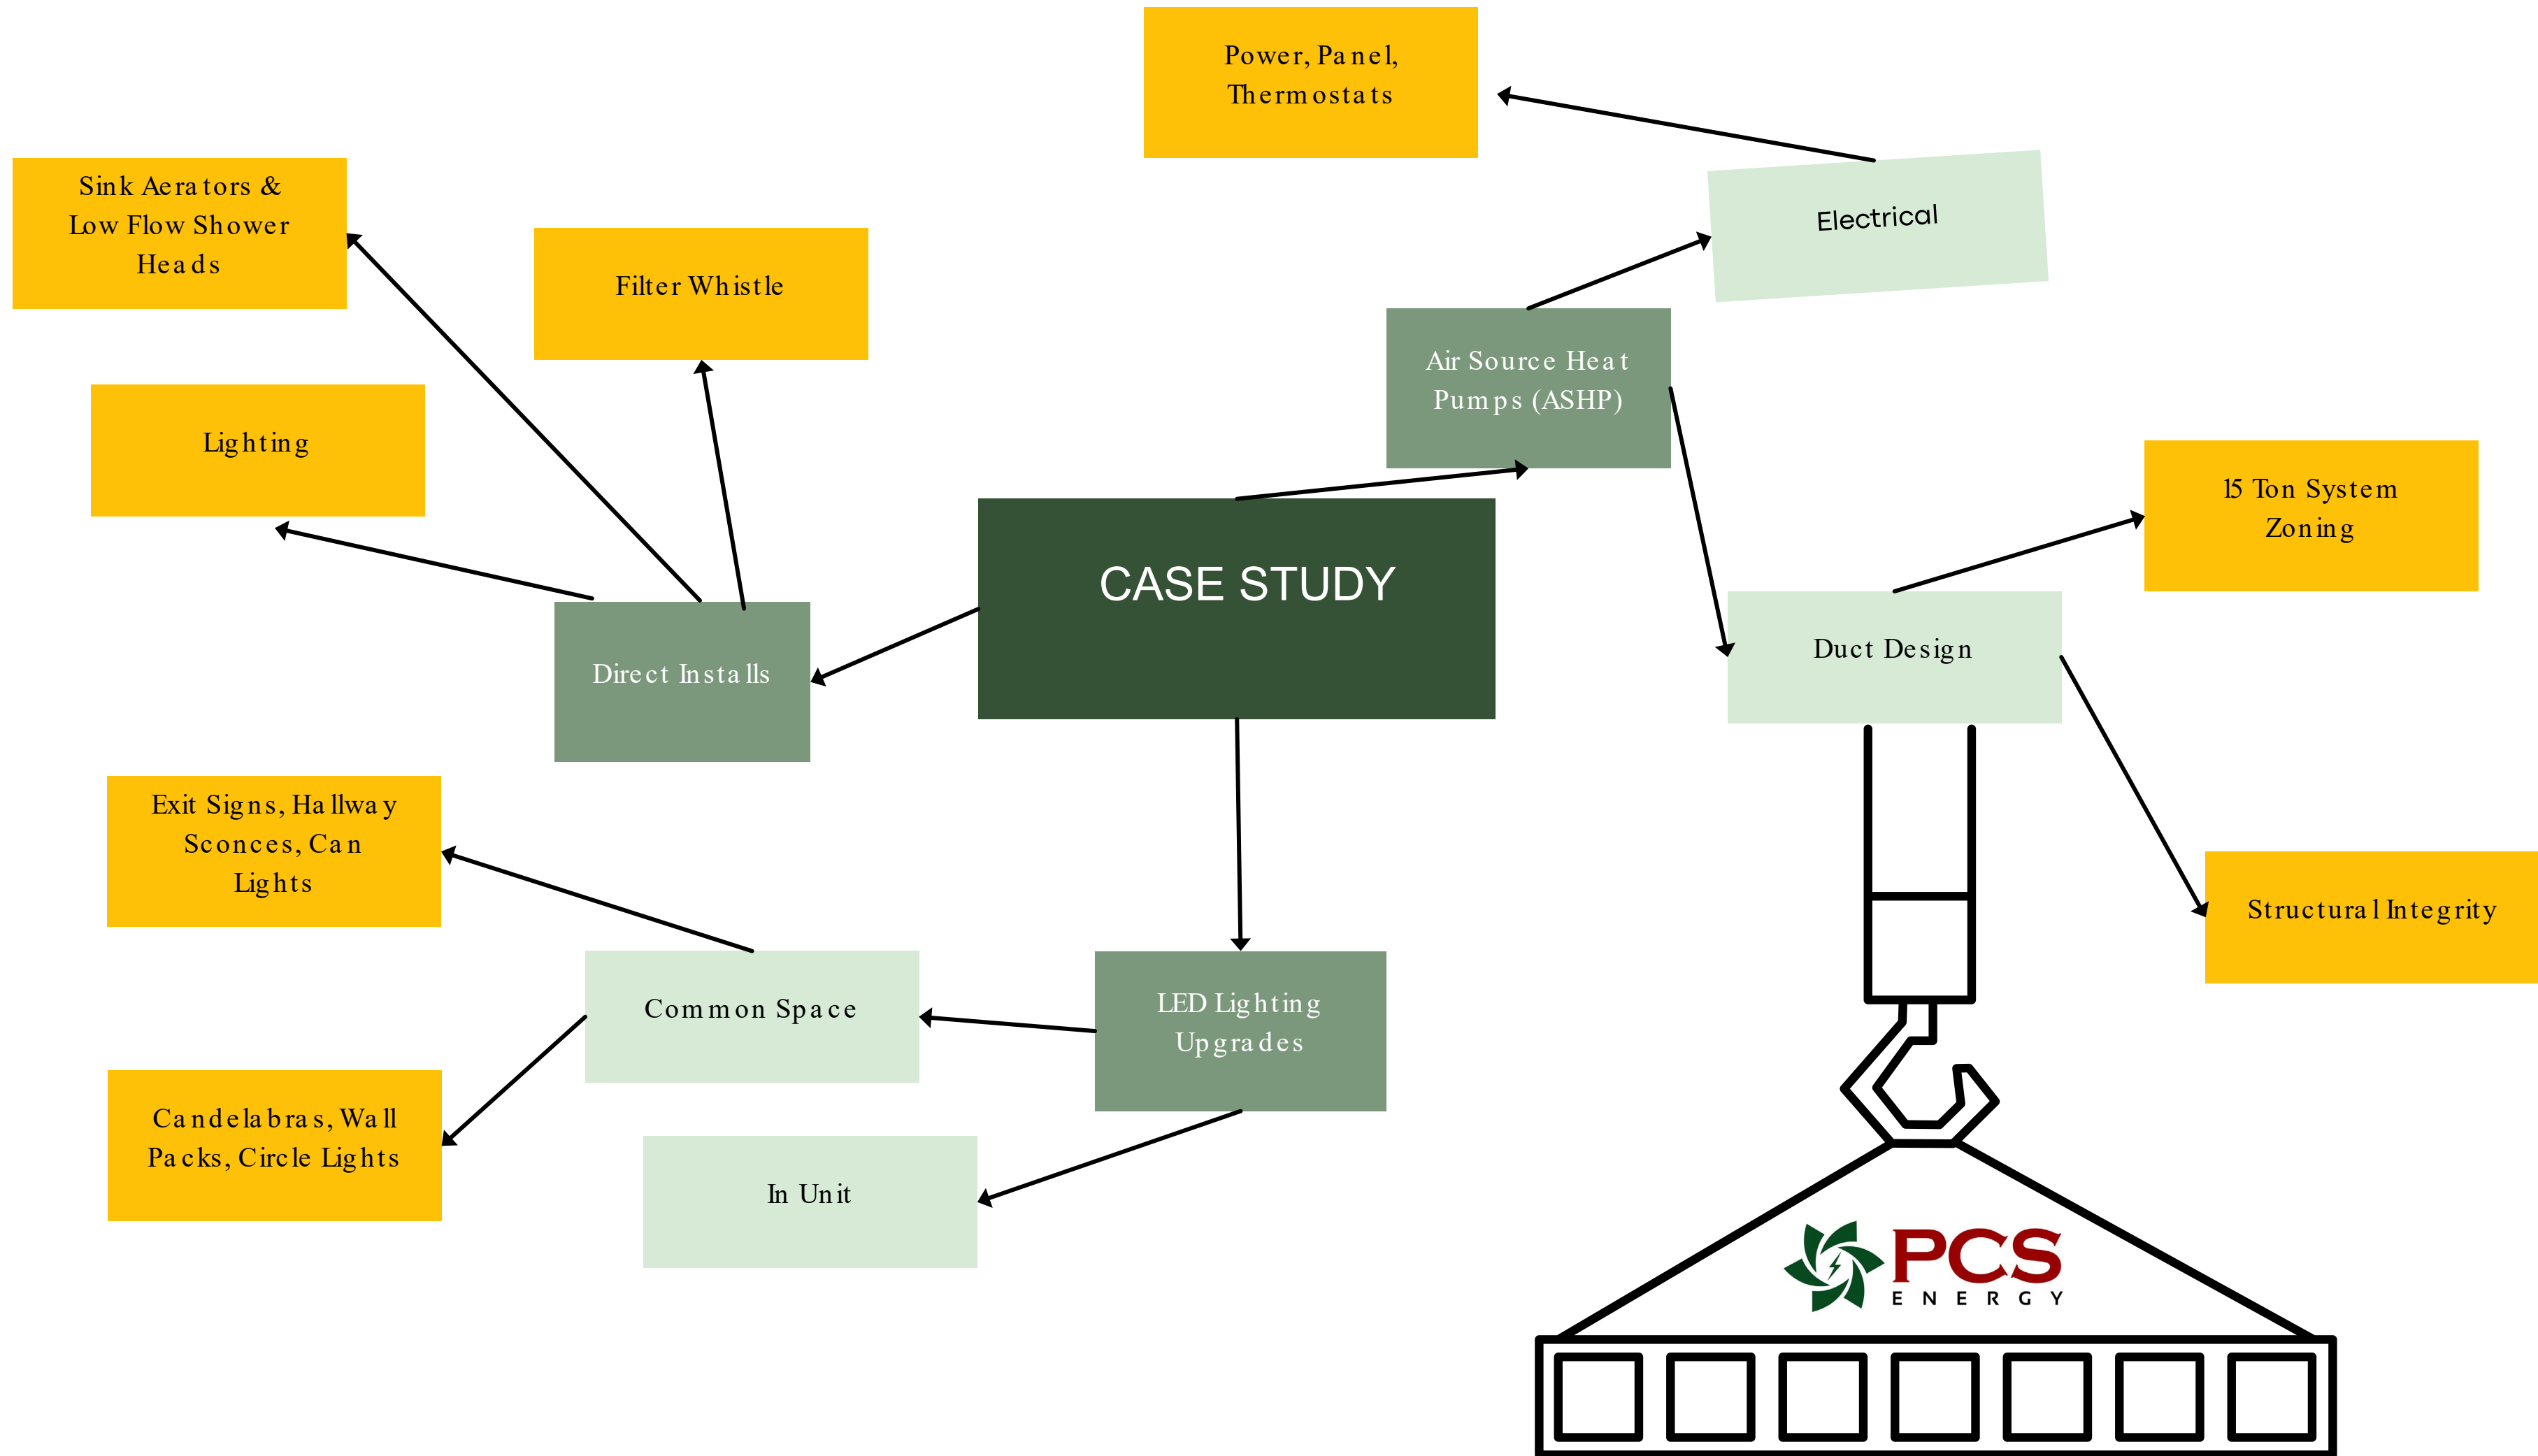 Power, Panel,
Thermostats
Electrical
Sink Aerators &
Low Flow Shower
Heads
Filter Whistle
Lighting
Air Source Heat
Pumps (ASHP)
CASE STUDY
15 Ton System
Zoning
Direct Installs
Duct Design
Exit Signs, Hallway
Sconces, Can
Lights
Structural Integrity
Common Space
LED Lighting
Upgrades
Candelabras, Wall
Packs, Circle Lights
In Unit
PCS
ENERGY